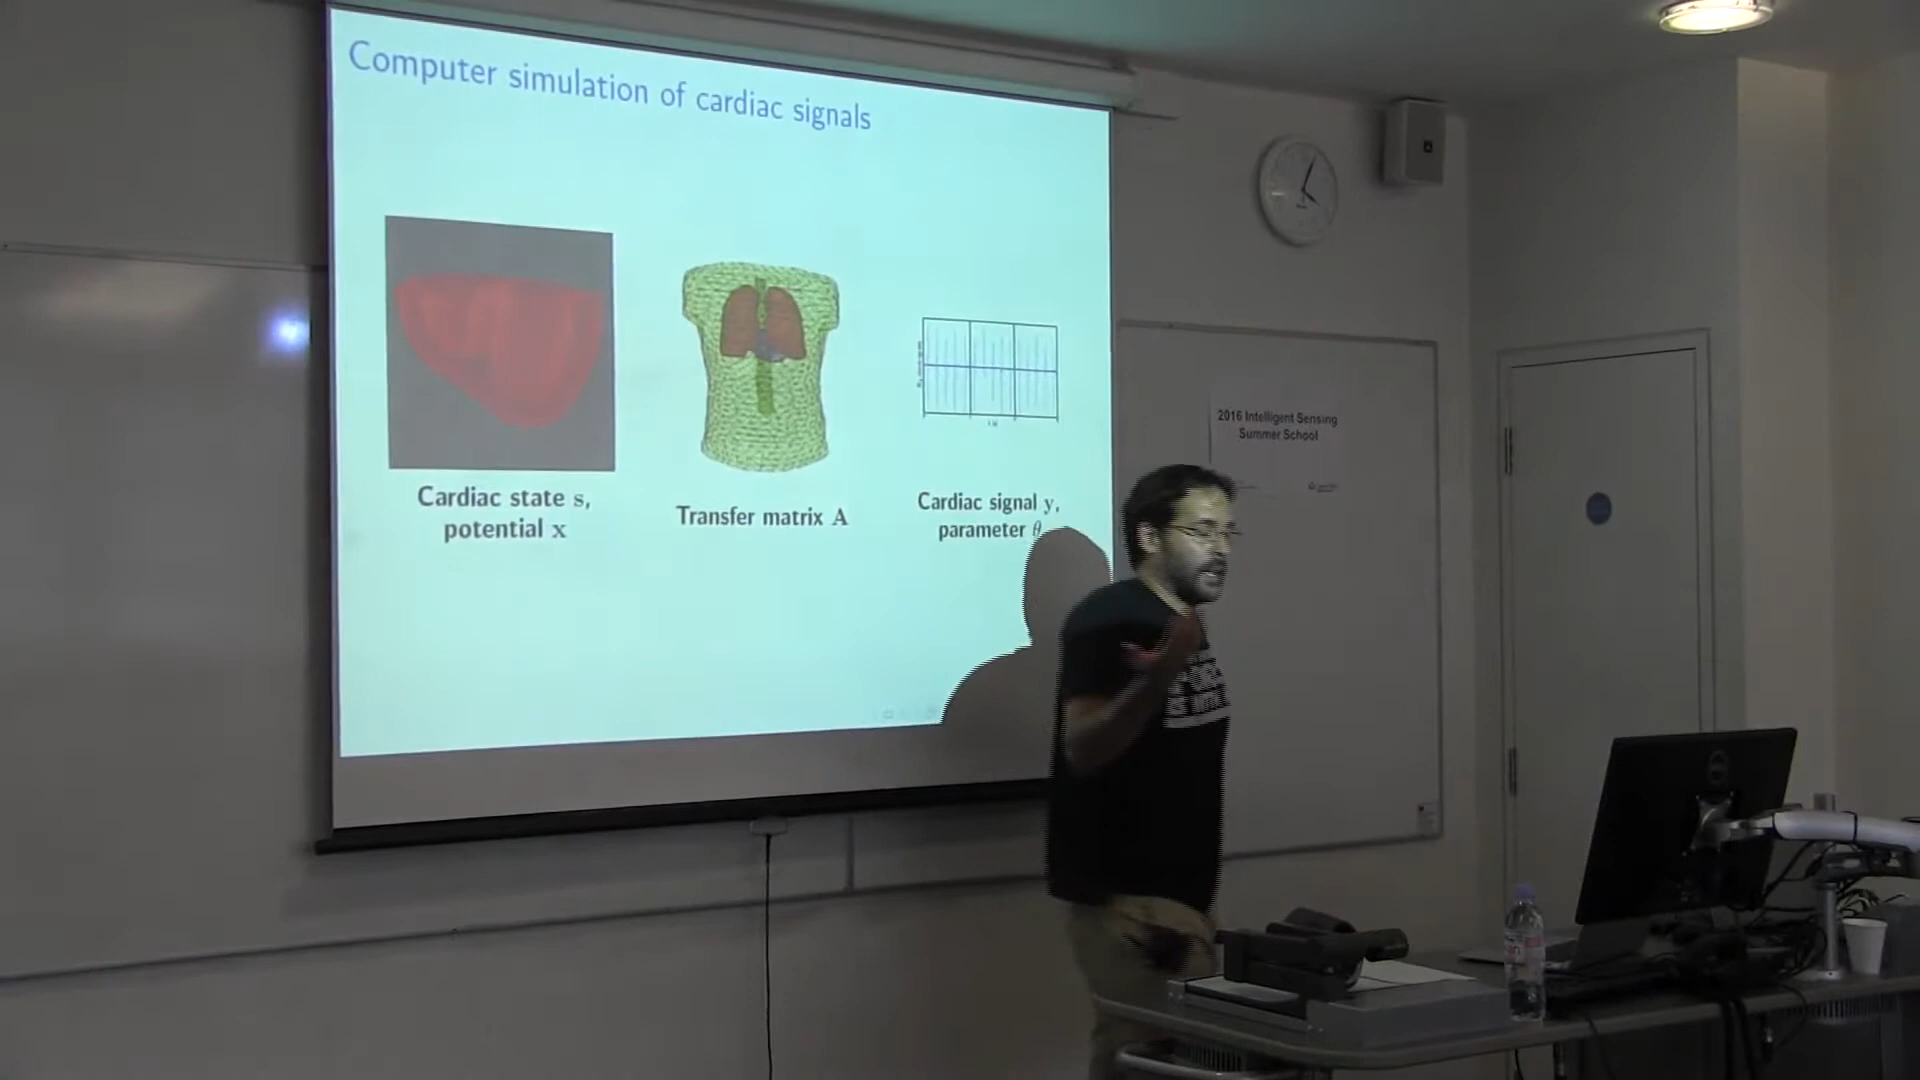 Computer simulation of cardiac signals
Cardiac state s,
potential x
Transfer matrix A
Cardiac signal y,
parameter θ
2016 Intelligent Sensing
Summer School